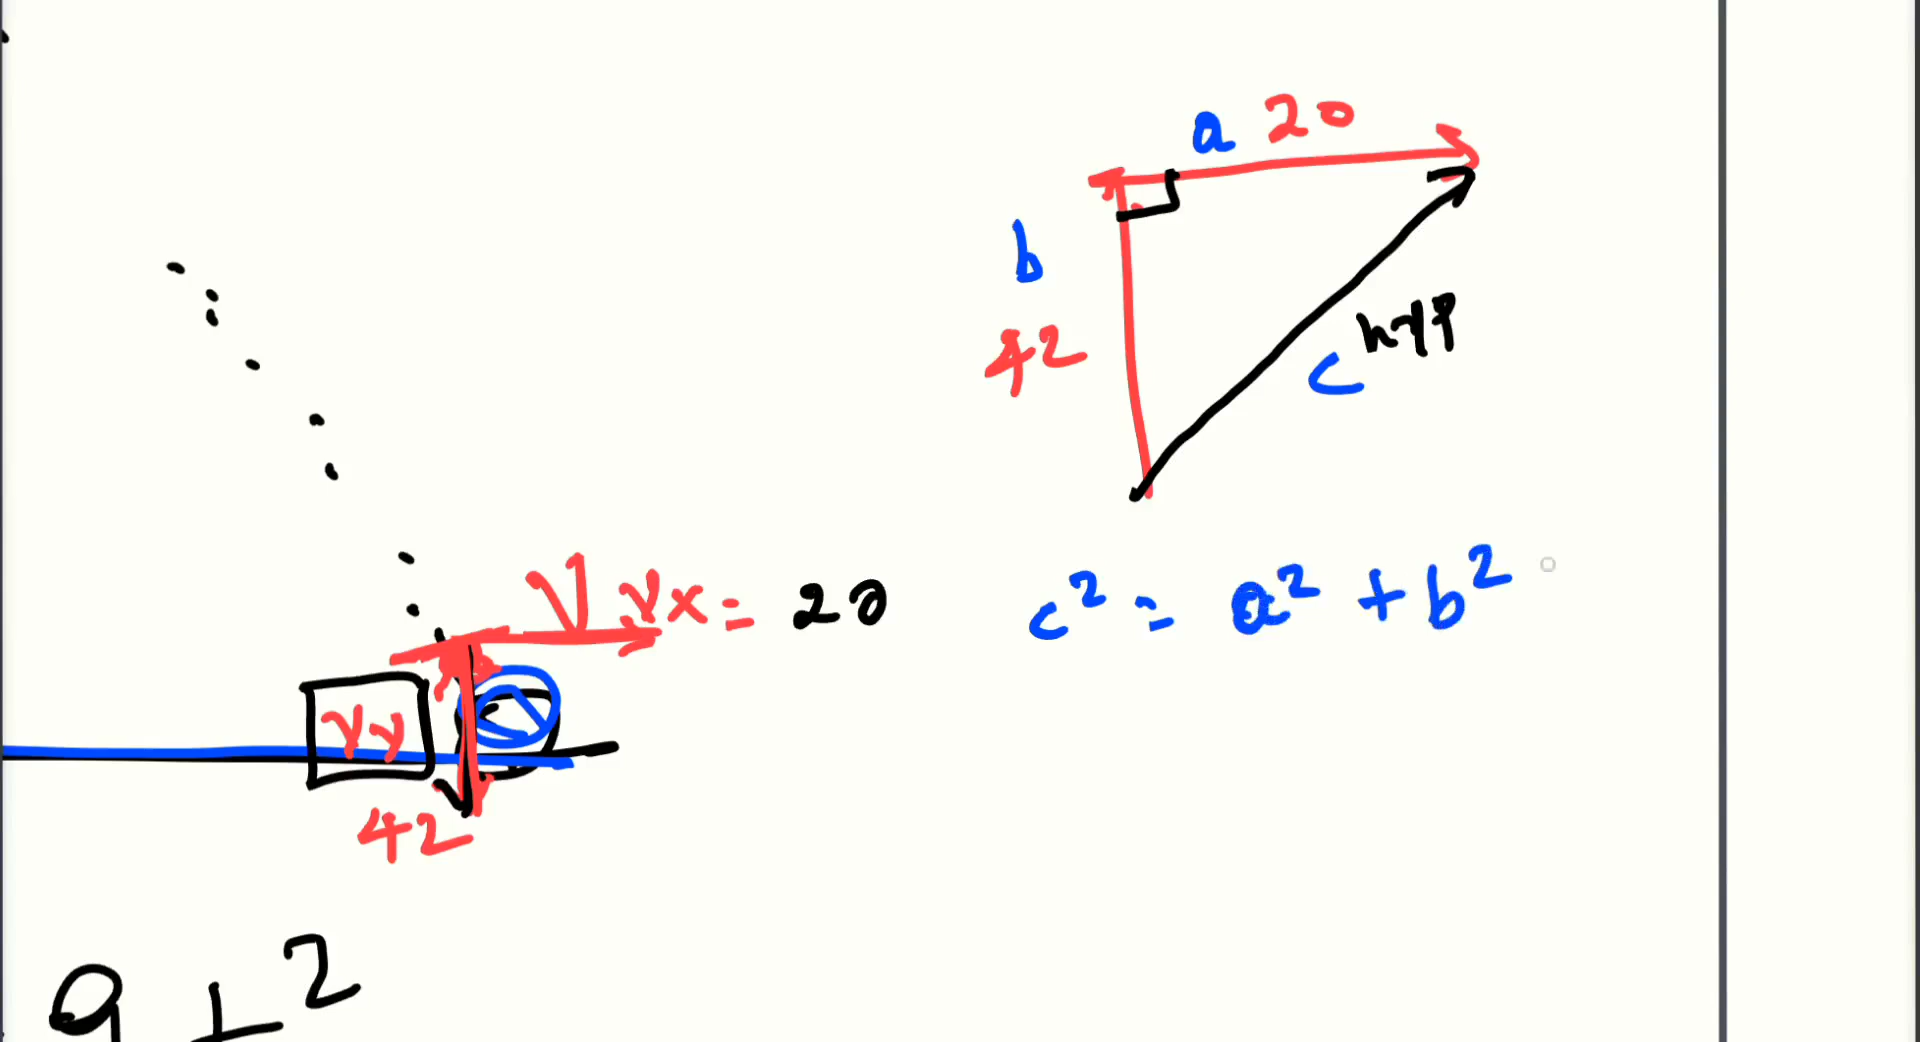 a 20
b
42
c hyp
Vx = 20
c² = a² + b²
Vy
42